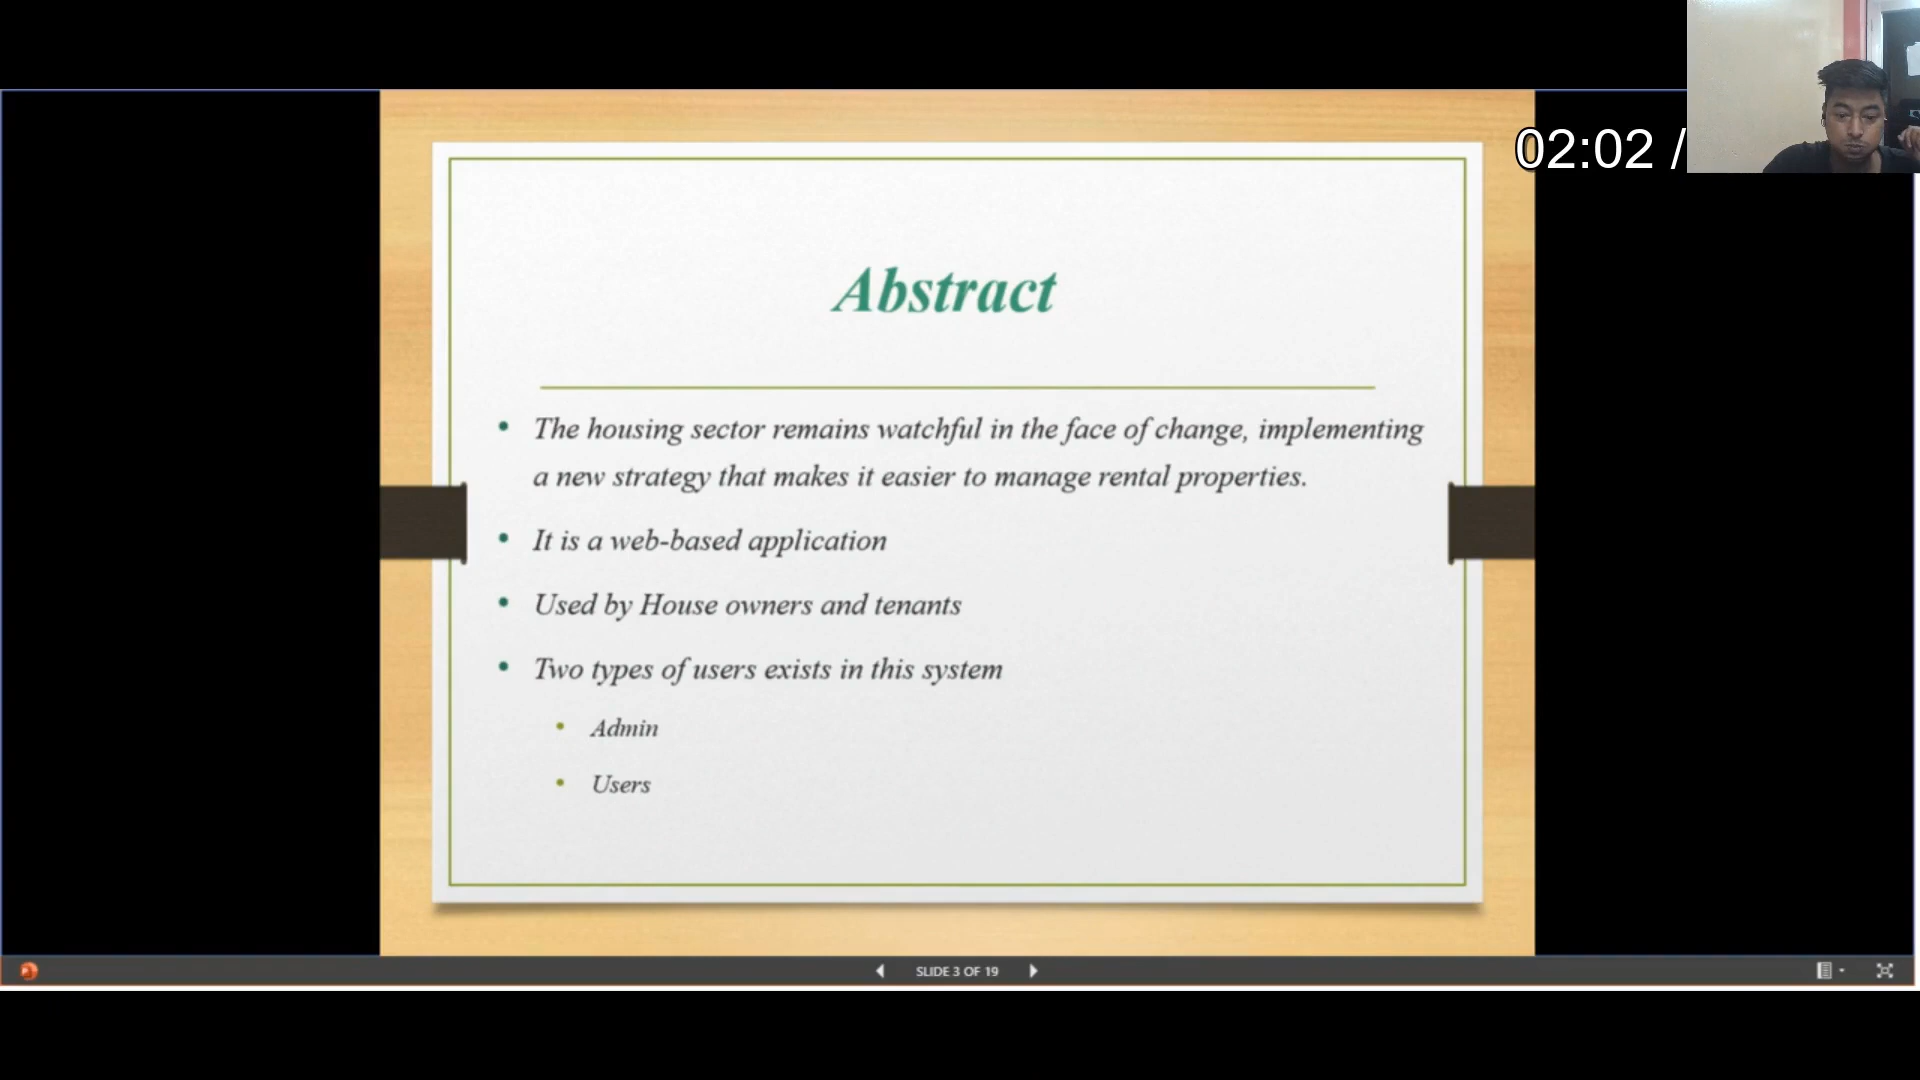 02:02 /
Abstract
• The housing sector remains watchful in the face of change, implementing
a new strategy that makes it easier to manage rental properties.
• It is a web-based application
• Used by House owners and tenants
• Two types of users exists in this system
• Admin
• Users
SLIDE 3 OF 19